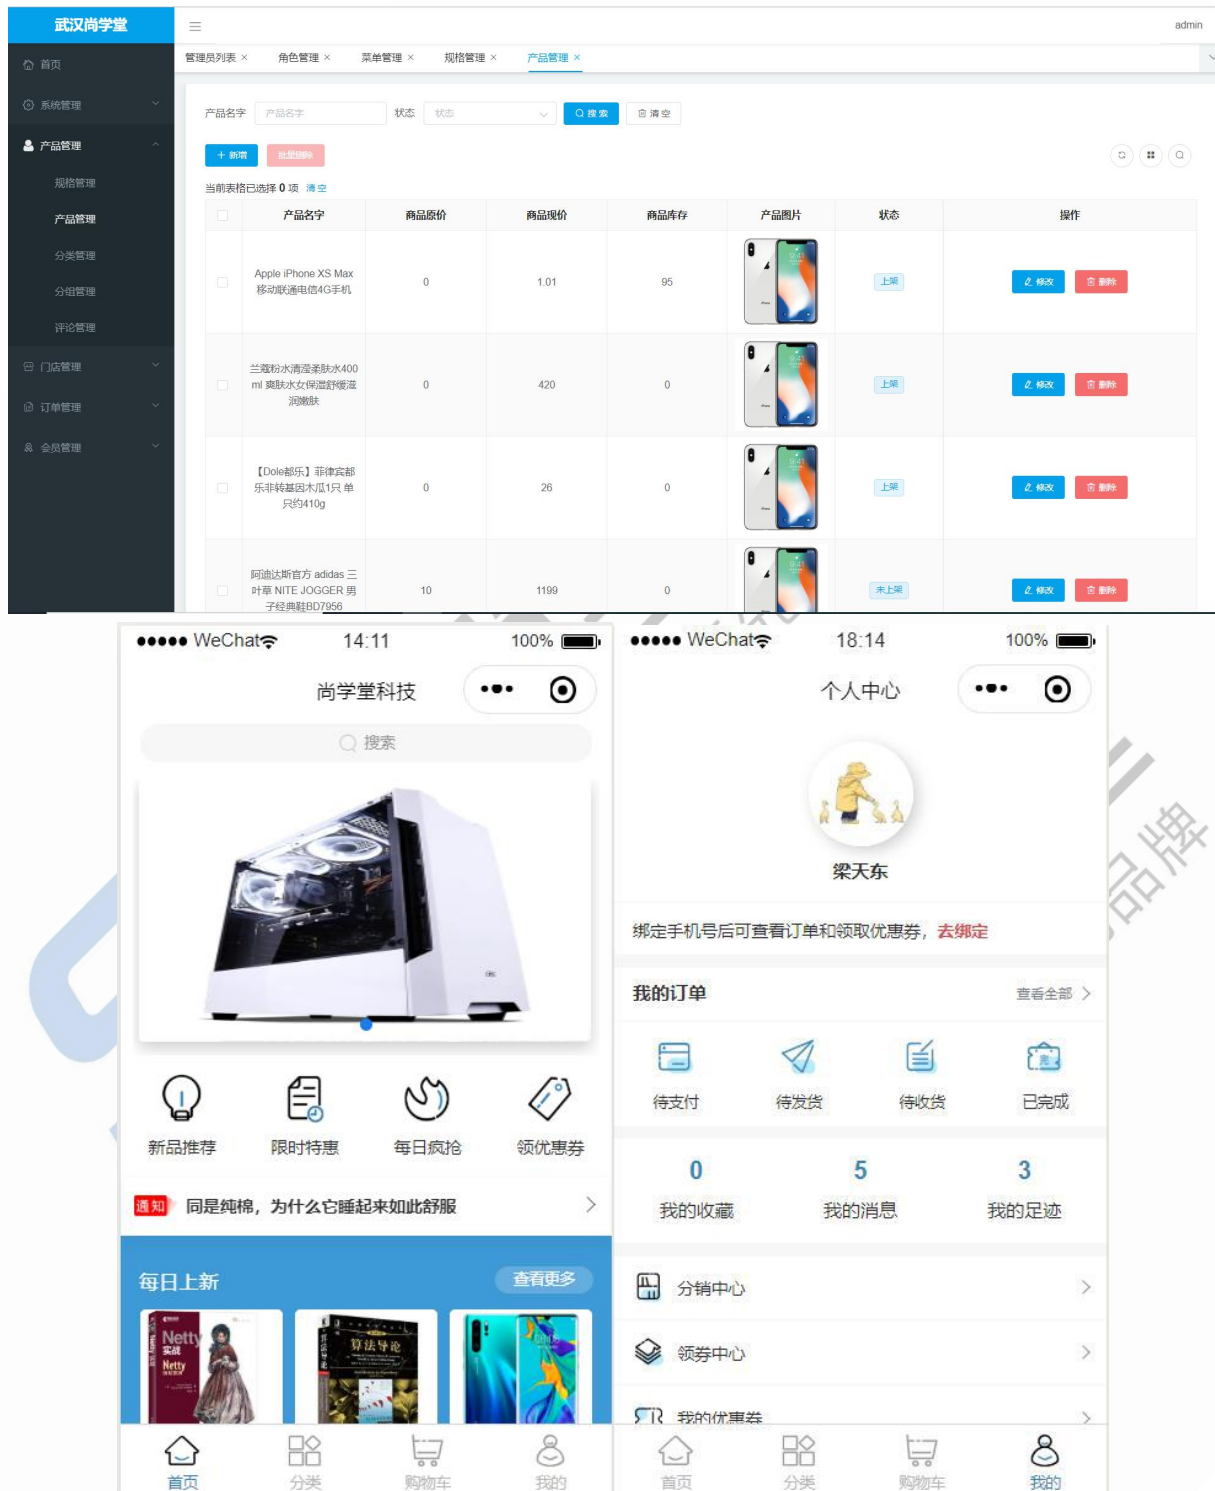 武汉尚学堂
admin
首页
系统管理
产品管理
规格管理
产品管理
分类管理
分组管理
评论管理
门店管理
订单管理
会员管理
管理员列表 × 角色管理 × 菜单管理 × 规格管理 × 产品管理 ×
产品名字 产品名字 状态 状态 搜索 清空
+ 新增 批量删除
当前表格已选择 0 项 清空
产品名字 商品原价 商品现价 商品库存 产品图片 状态 操作
Apple iPhone XS Max
移动联通电信4G手机
0 1.01 95 上架 修改 删除
兰蔻粉水清滢柔肤水400
ml 爽肤水女保湿舒缓滋
润嫩肤
0 420 0 上架 修改 删除
【Dole都乐】菲律宾都
乐非转基因木瓜1只 单
只约410g
0 26 0 上架 修改 删除
阿迪达斯官方 adidas 三
叶草 NITE JOGGER 男
子经典鞋BD7956
10 1199 0 未上架 修改 删除
WeChat 14:11 100%
尚学堂科技
搜索
新品推荐 限时特惠 每日疯抢 领优惠券
通知 同是纯棉，为什么它睡起来如此舒服
每日上新 查看更多
Netty
实战
Netty
算法导论
首页 分类 购物车 我的
WeChat 18:14 100%
个人中心
梁天东
绑定手机号后可查看订单和领取优惠券，去绑定
我的订单 查看全部
待支付 待发货 待收货 已完成
0 5 3
我的收藏 我的消息 我的足迹
分销中心
领券中心
我的优惠券
首页 分类 购物车 我的
品牌